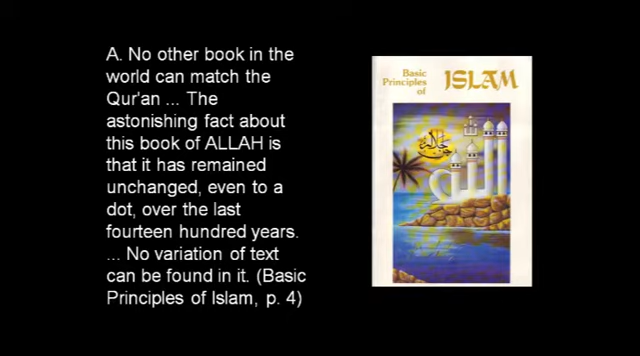 A. No other book in the
world can match the
Qur'an ... The
astonishing fact about
this book of ALLAH is
that it has remained
unchanged, even to a
dot, over the last
fourteen hundred years.
... No variation of text
can be found in it. (Basic
Principles of Islam, p. 4)
Basic
Principles
of
ISLAM